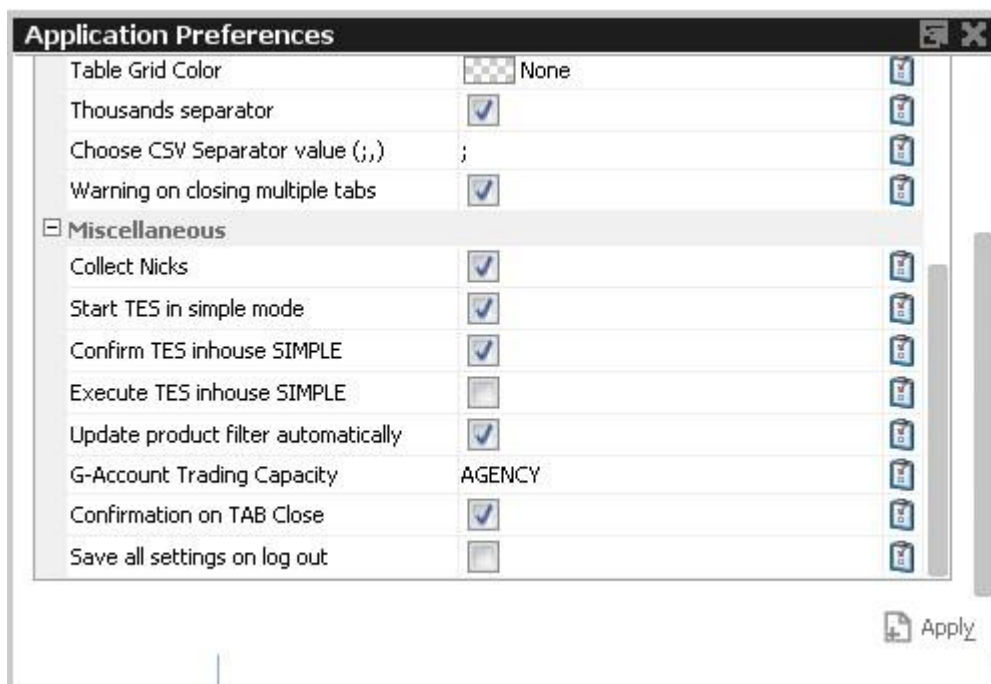 Application Preferences
Table Grid Color None
Thousands separator
Choose CSV Separator value (;,) ;
Warning on closing multiple tabs
Miscellaneous
Collect Nicks
Start TES in simple mode
Confirm TES inhouse SIMPLE
Execute TES inhouse SIMPLE
Update product filter automatically
G-Account Trading Capacity AGENCY
Confirmation on TAB Close
Save all settings on log out
Apply